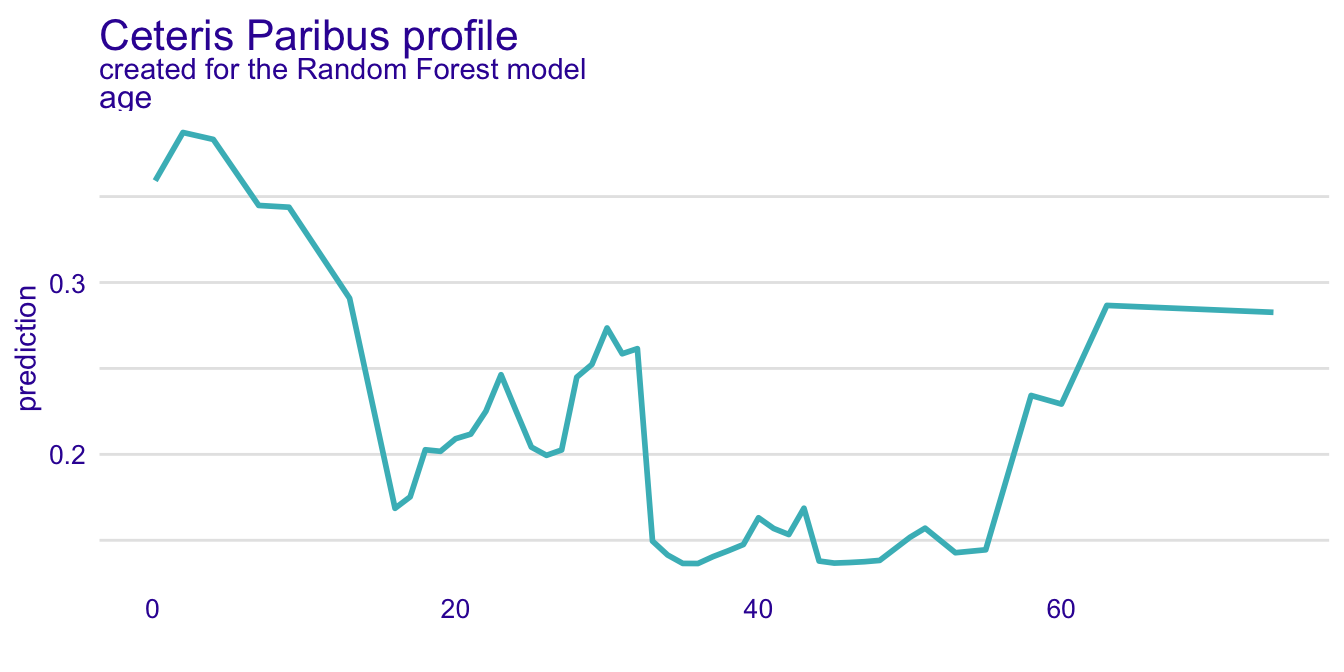 Ceteris Paribus profile
created for the Random Forest model
age
prediction
0.3
0.2
0 20 40 60